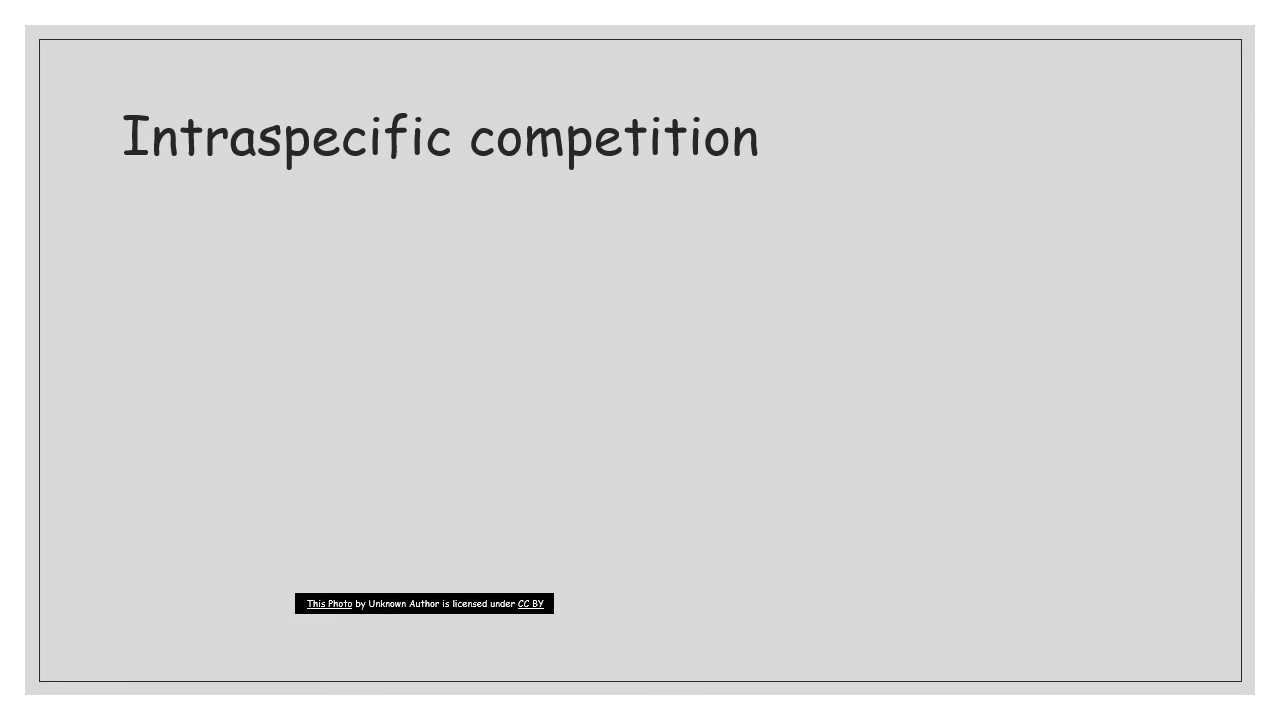 Intraspecific competition
This Photo by Unknown Author is licensed under CC BY